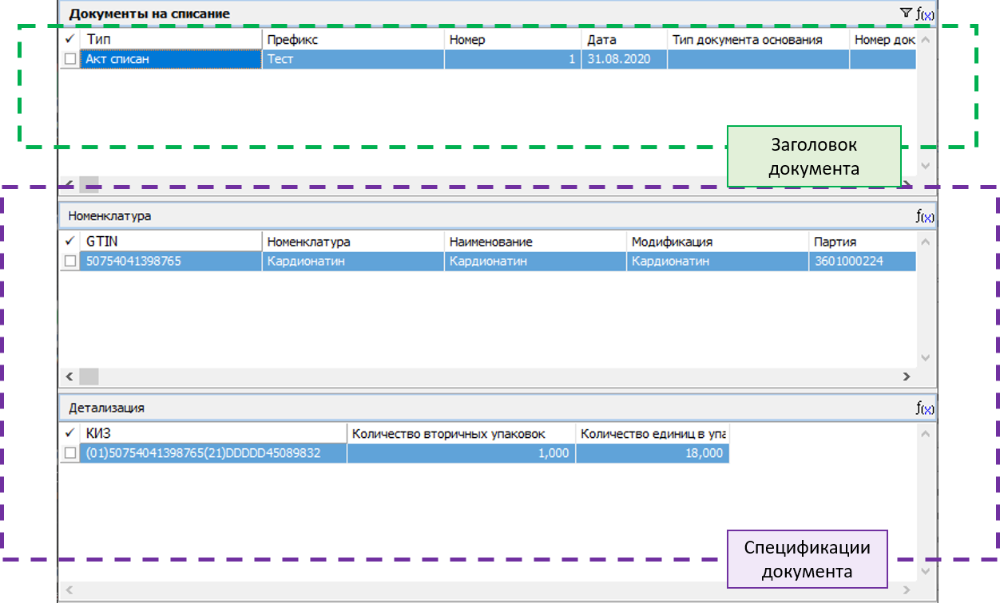 Документы на списание f(x)
✓ Тип Префикс Номер Дата Тип документа основания Номер док
Акт списан Тест 1 31.08.2020
Заголовок
документа
Номенклатура f(x)
✓ GTIN Номенклатура Наименование Модификация Партия
50754041398765 Кардионатин Кардионатин Кардионатин 3601000224
Детализация f(x)
✓ КИЗ Количество вторичных упаковок Количество единиц в упа
(01)50754041398765(21)DDDDD45089832 1,000 18,000
Спецификации
документа